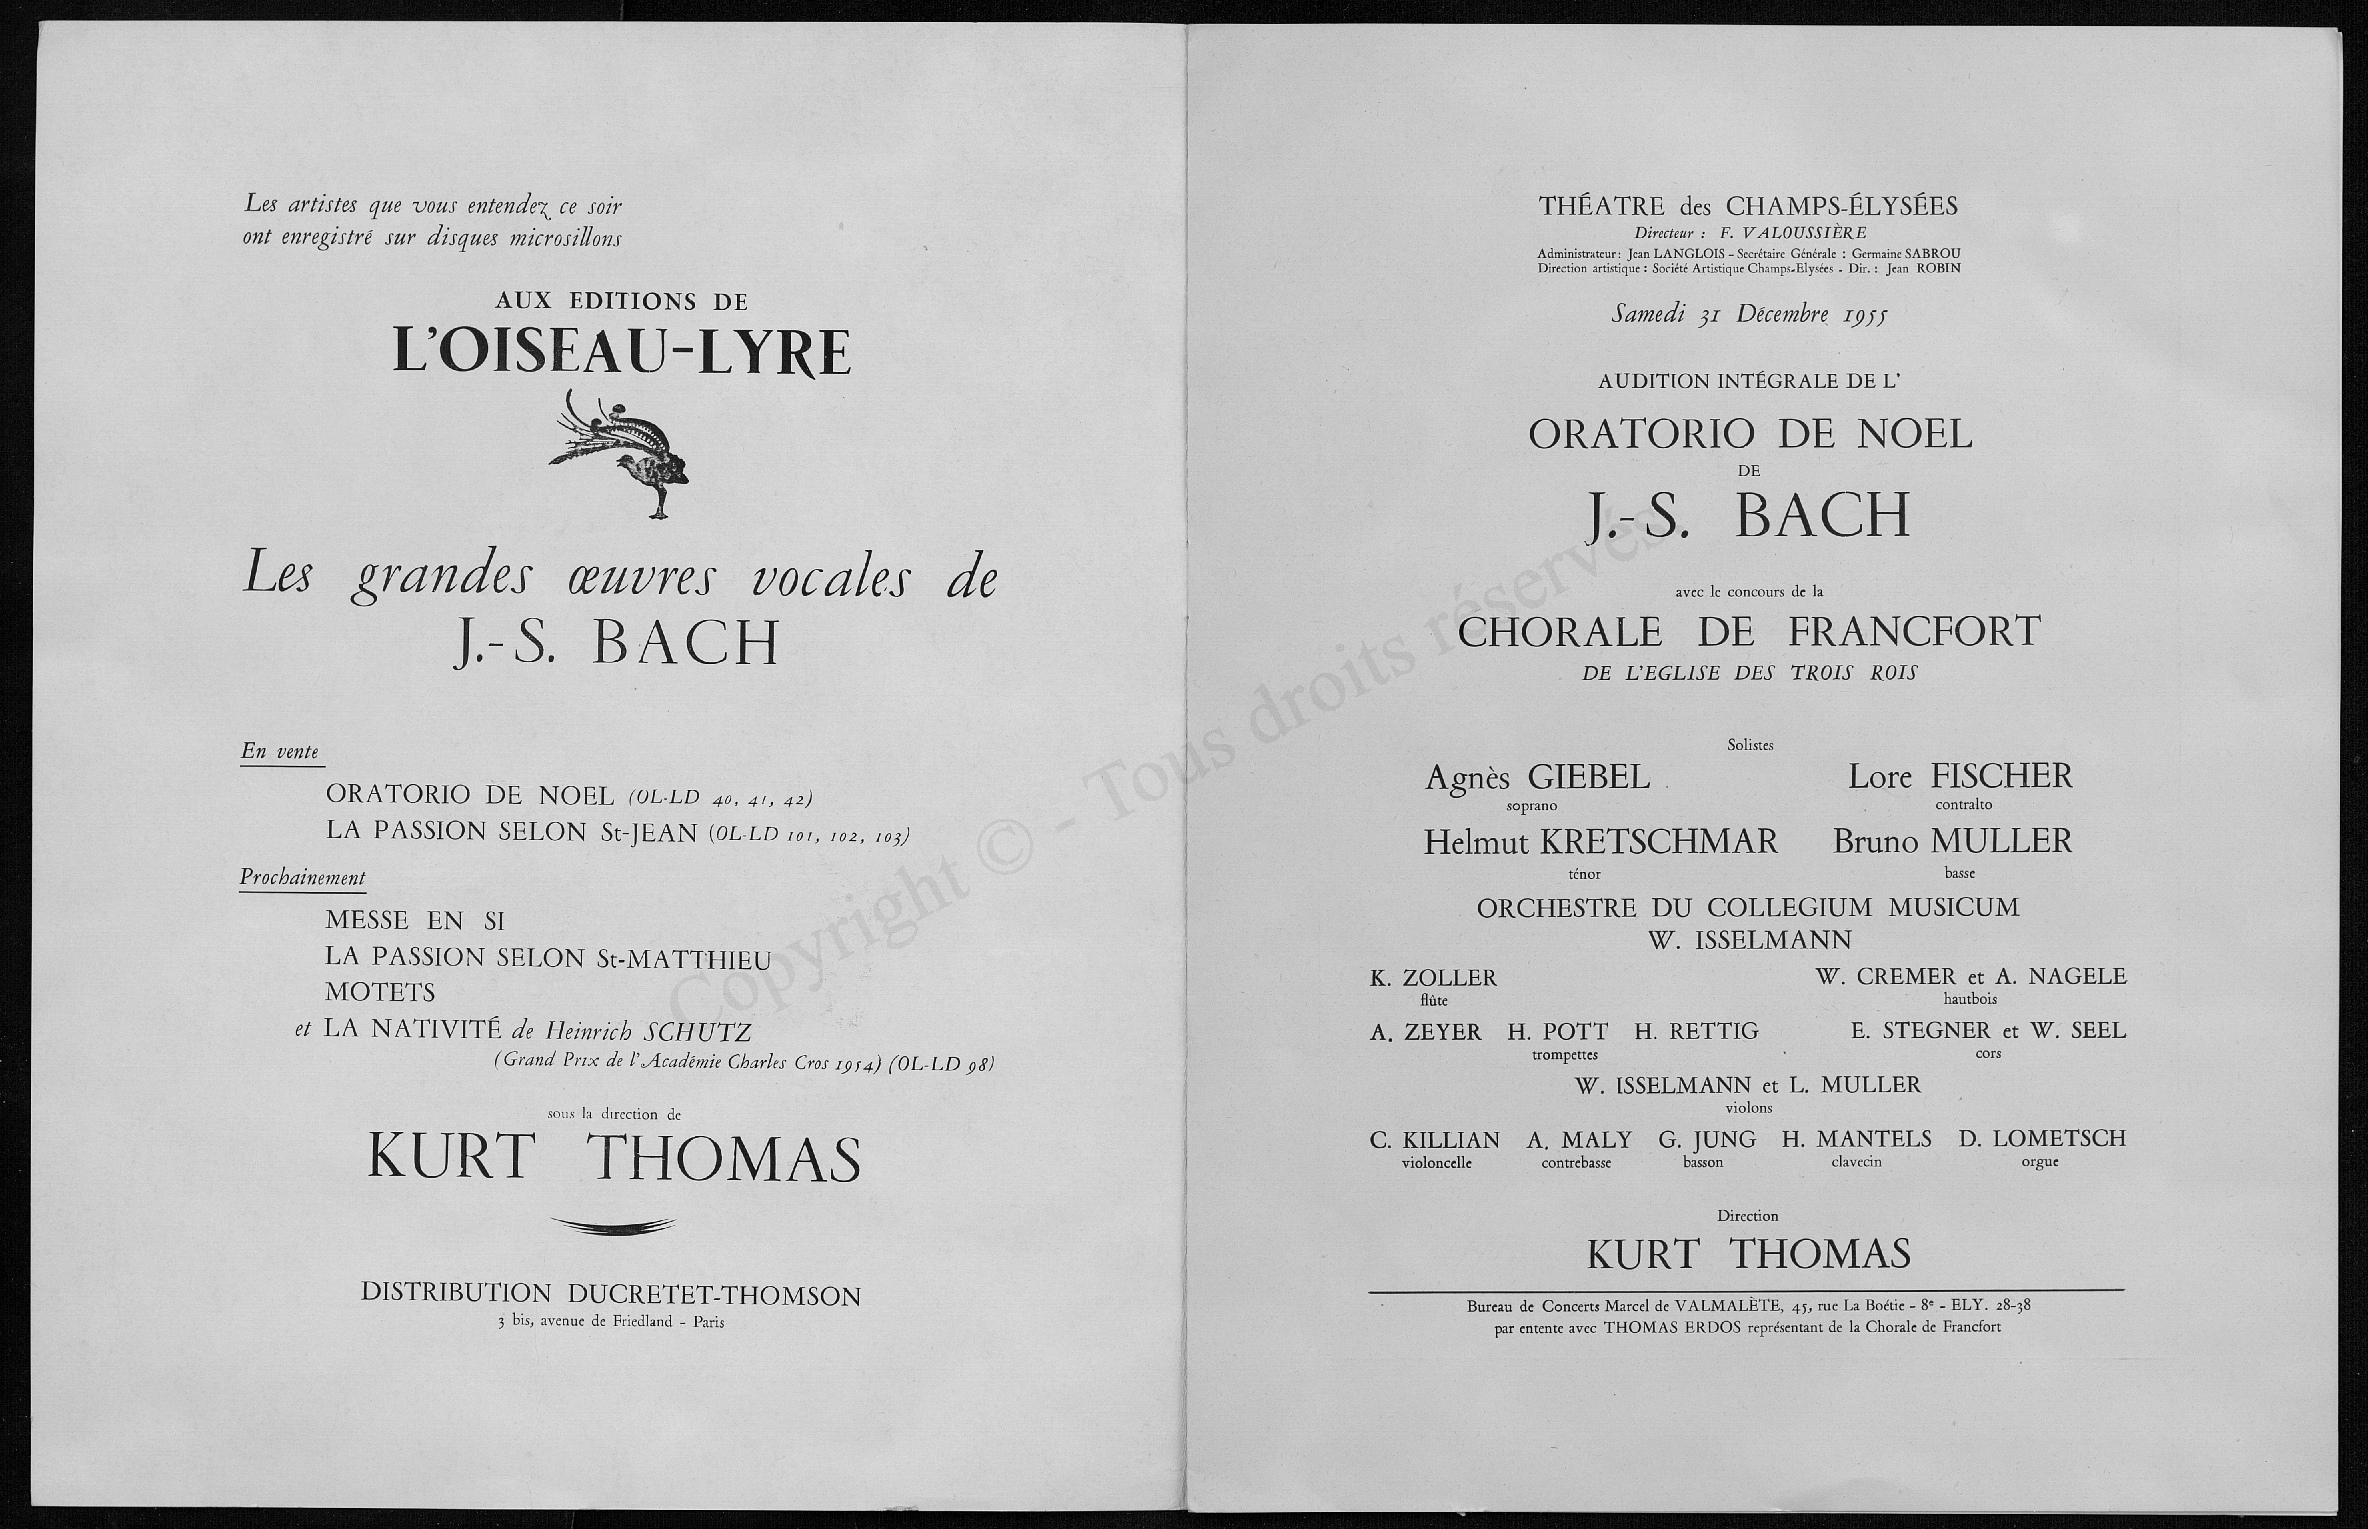 Les artistes que vous entendez ce soir
ont enregistré sur disques microsillons
AUX EDITIONS DE
L'OISEAU-LYRE
Les grandes œuvres vocales de
J.-S. BACH
En vente
ORATORIO DE NOEL (OL-LD 40, 41, 42)
LA PASSION SELON St-JEAN (OL-LD 101, 102, 103)
Prochainement
MESSE EN SI
LA PASSION SELON St-MATTHIEU
MOTETS
et LA NATIVITÉ de Heinrich SCHUTZ
(Grand Prix de l'Académie Charles Cros 1954) (OL-LD 98)
sous la direction de
KURT THOMAS
DISTRIBUTION DUCRETET-THOMSON
3 bis, avenue de Friedland - Paris
THÉATRE des CHAMPS-ÉLYSÉES
Directeur : F. VALOUSSIÈRE
Administrateur : Jean LANGLOIS - Secrétaire Générale : Germaine SABROU
Direction artistique : Société Artistique Champs-Elysées - Dir. : Jean ROBIN
Samedi 31 Décembre 1955
AUDITION INTÉGRALE DE L'
ORATORIO DE NOEL
DE
J.-S. BACH
avec le concours de la
CHORALE DE FRANCFORT
DE L'EGLISE DES TROIS ROIS
Solistes
Agnès GIEBEL Lore FISCHER
soprano contralto
Helmut KRETSCHMAR Bruno MULLER
ténor basse
ORCHESTRE DU COLLEGIUM MUSICUM
W. ISSELMANN
K. ZOLLER W. CREMER et A. NAGELE
flûte hautbois
A. ZEYER H. POTT H. RETTIG E. STEGNER et W. SEEL
trompettes cors
W. ISSELMANN et L. MULLER
violons
C. KILLIAN A. MALY G. JUNG H. MANTELS D. LOMETSCH
violoncelle contrebasse basson clavecin orgue
Direction
KURT THOMAS
Bureau de Concerts Marcel de VALMALÈTE, 45, rue La Boétie - 8e - ELY. 28-38
par entente avec THOMAS ERDOS représentant de la Chorale de Francfort
Copyright © - Tous droits réservés